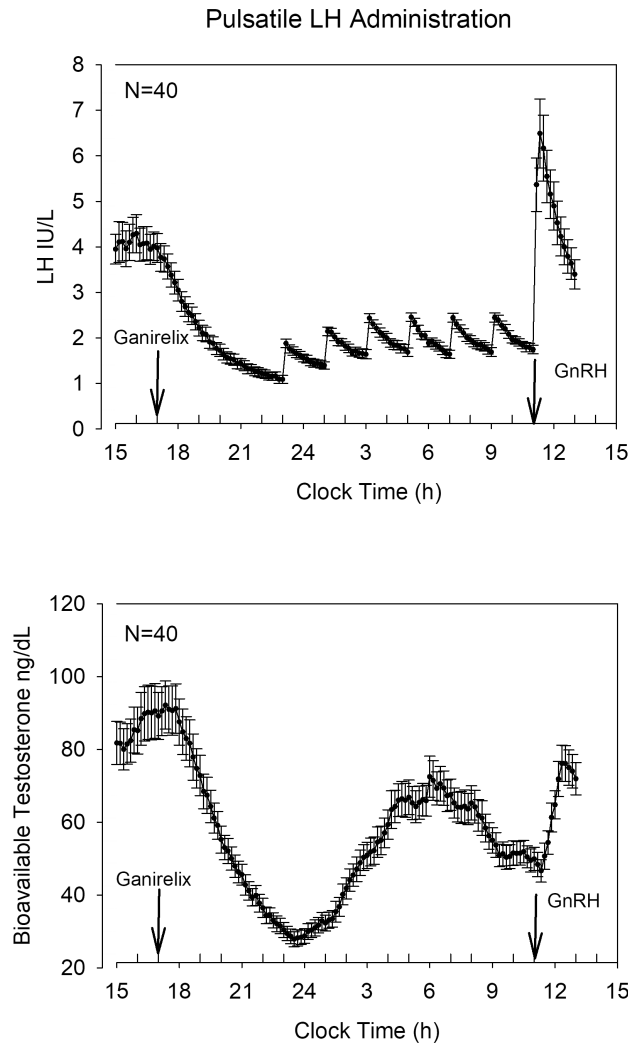 Pulsatile LH Administration
8
N=40
7
6
5
LH IU/L
4
3
Ganirelix
2
GnRH
1
0
15 18 21 24 3 6 9 12 15
Clock Time (h)
120
N=40
100
80
Bioavailable Testosterone ng/dL
60
Ganirelix
GnRH
40
20
15 18 21 24 3 6 9 12 15
Clock Time (h)